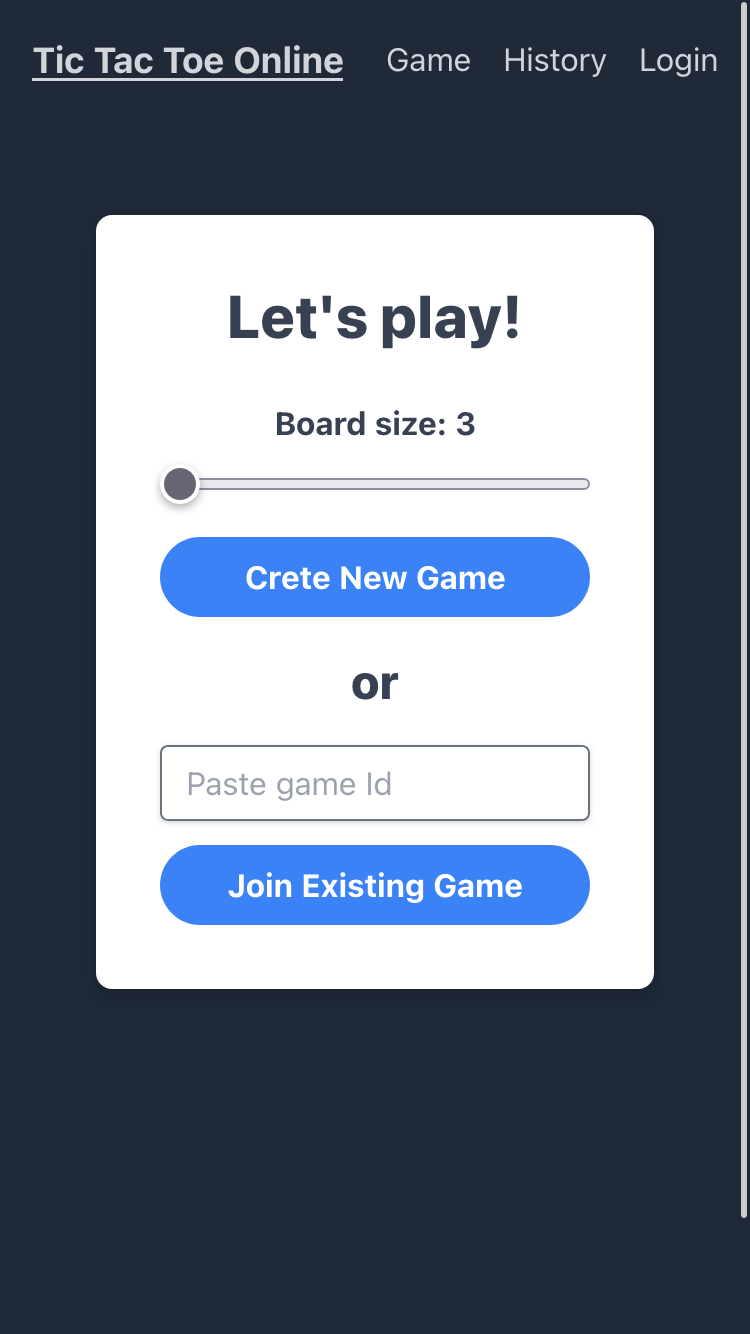 Tic Tac Toe Online Game History Login
Let's play!
Board size: 3
Crete New Game
or
Paste game Id
Join Existing Game